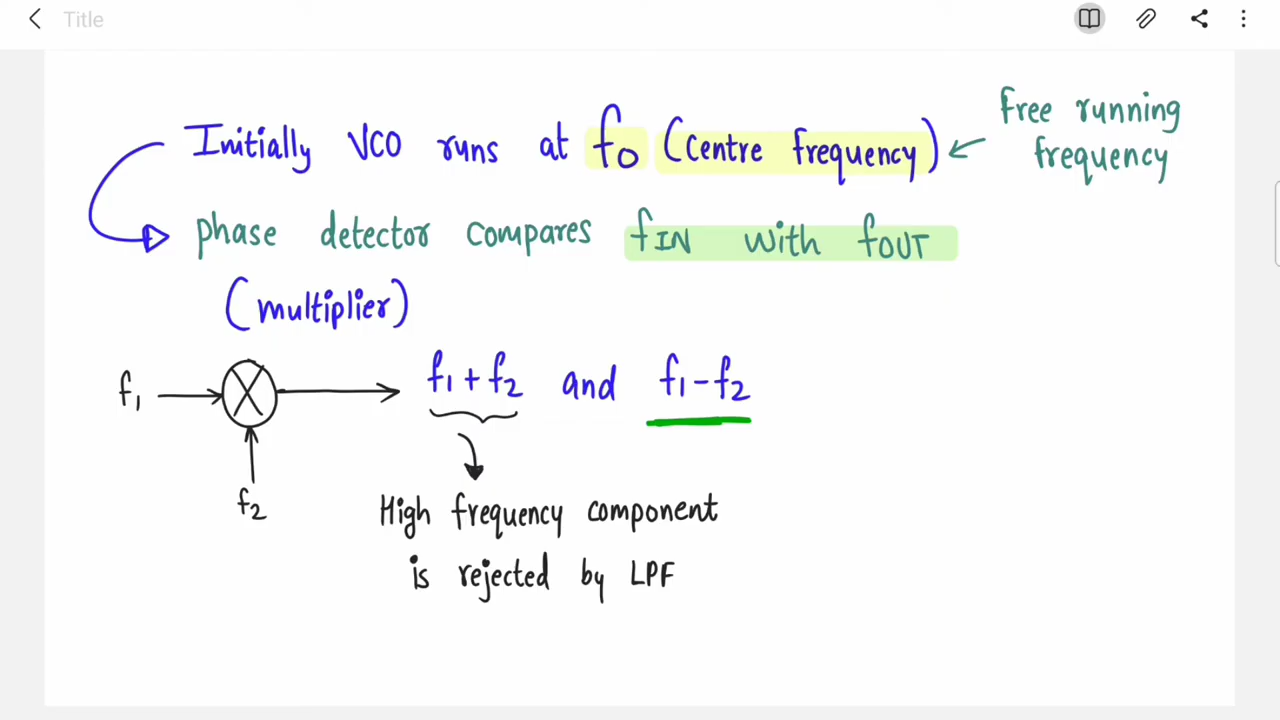 Title
Initially VCO runs at fO (Centre frequency)
free running
frequency
phase detector compares fIN with fOUT
(multiplier)
f1
f1+f2 and f1-f2
f2
High frequency component
is rejected by LPF